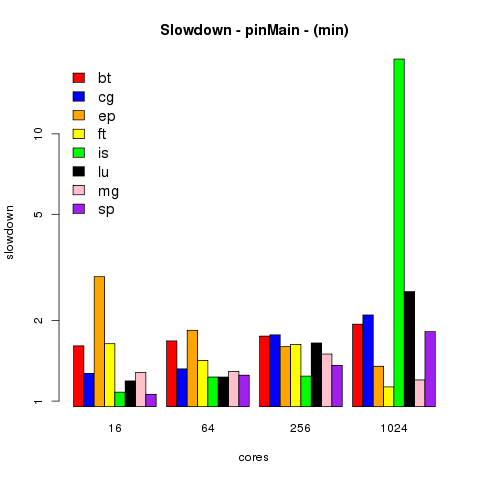 Slowdown - pinMain - (min)
bt
cg
ep
ft
is
lu
mg
sp
slowdown
10
5
2
1
16 64 256 1024
cores